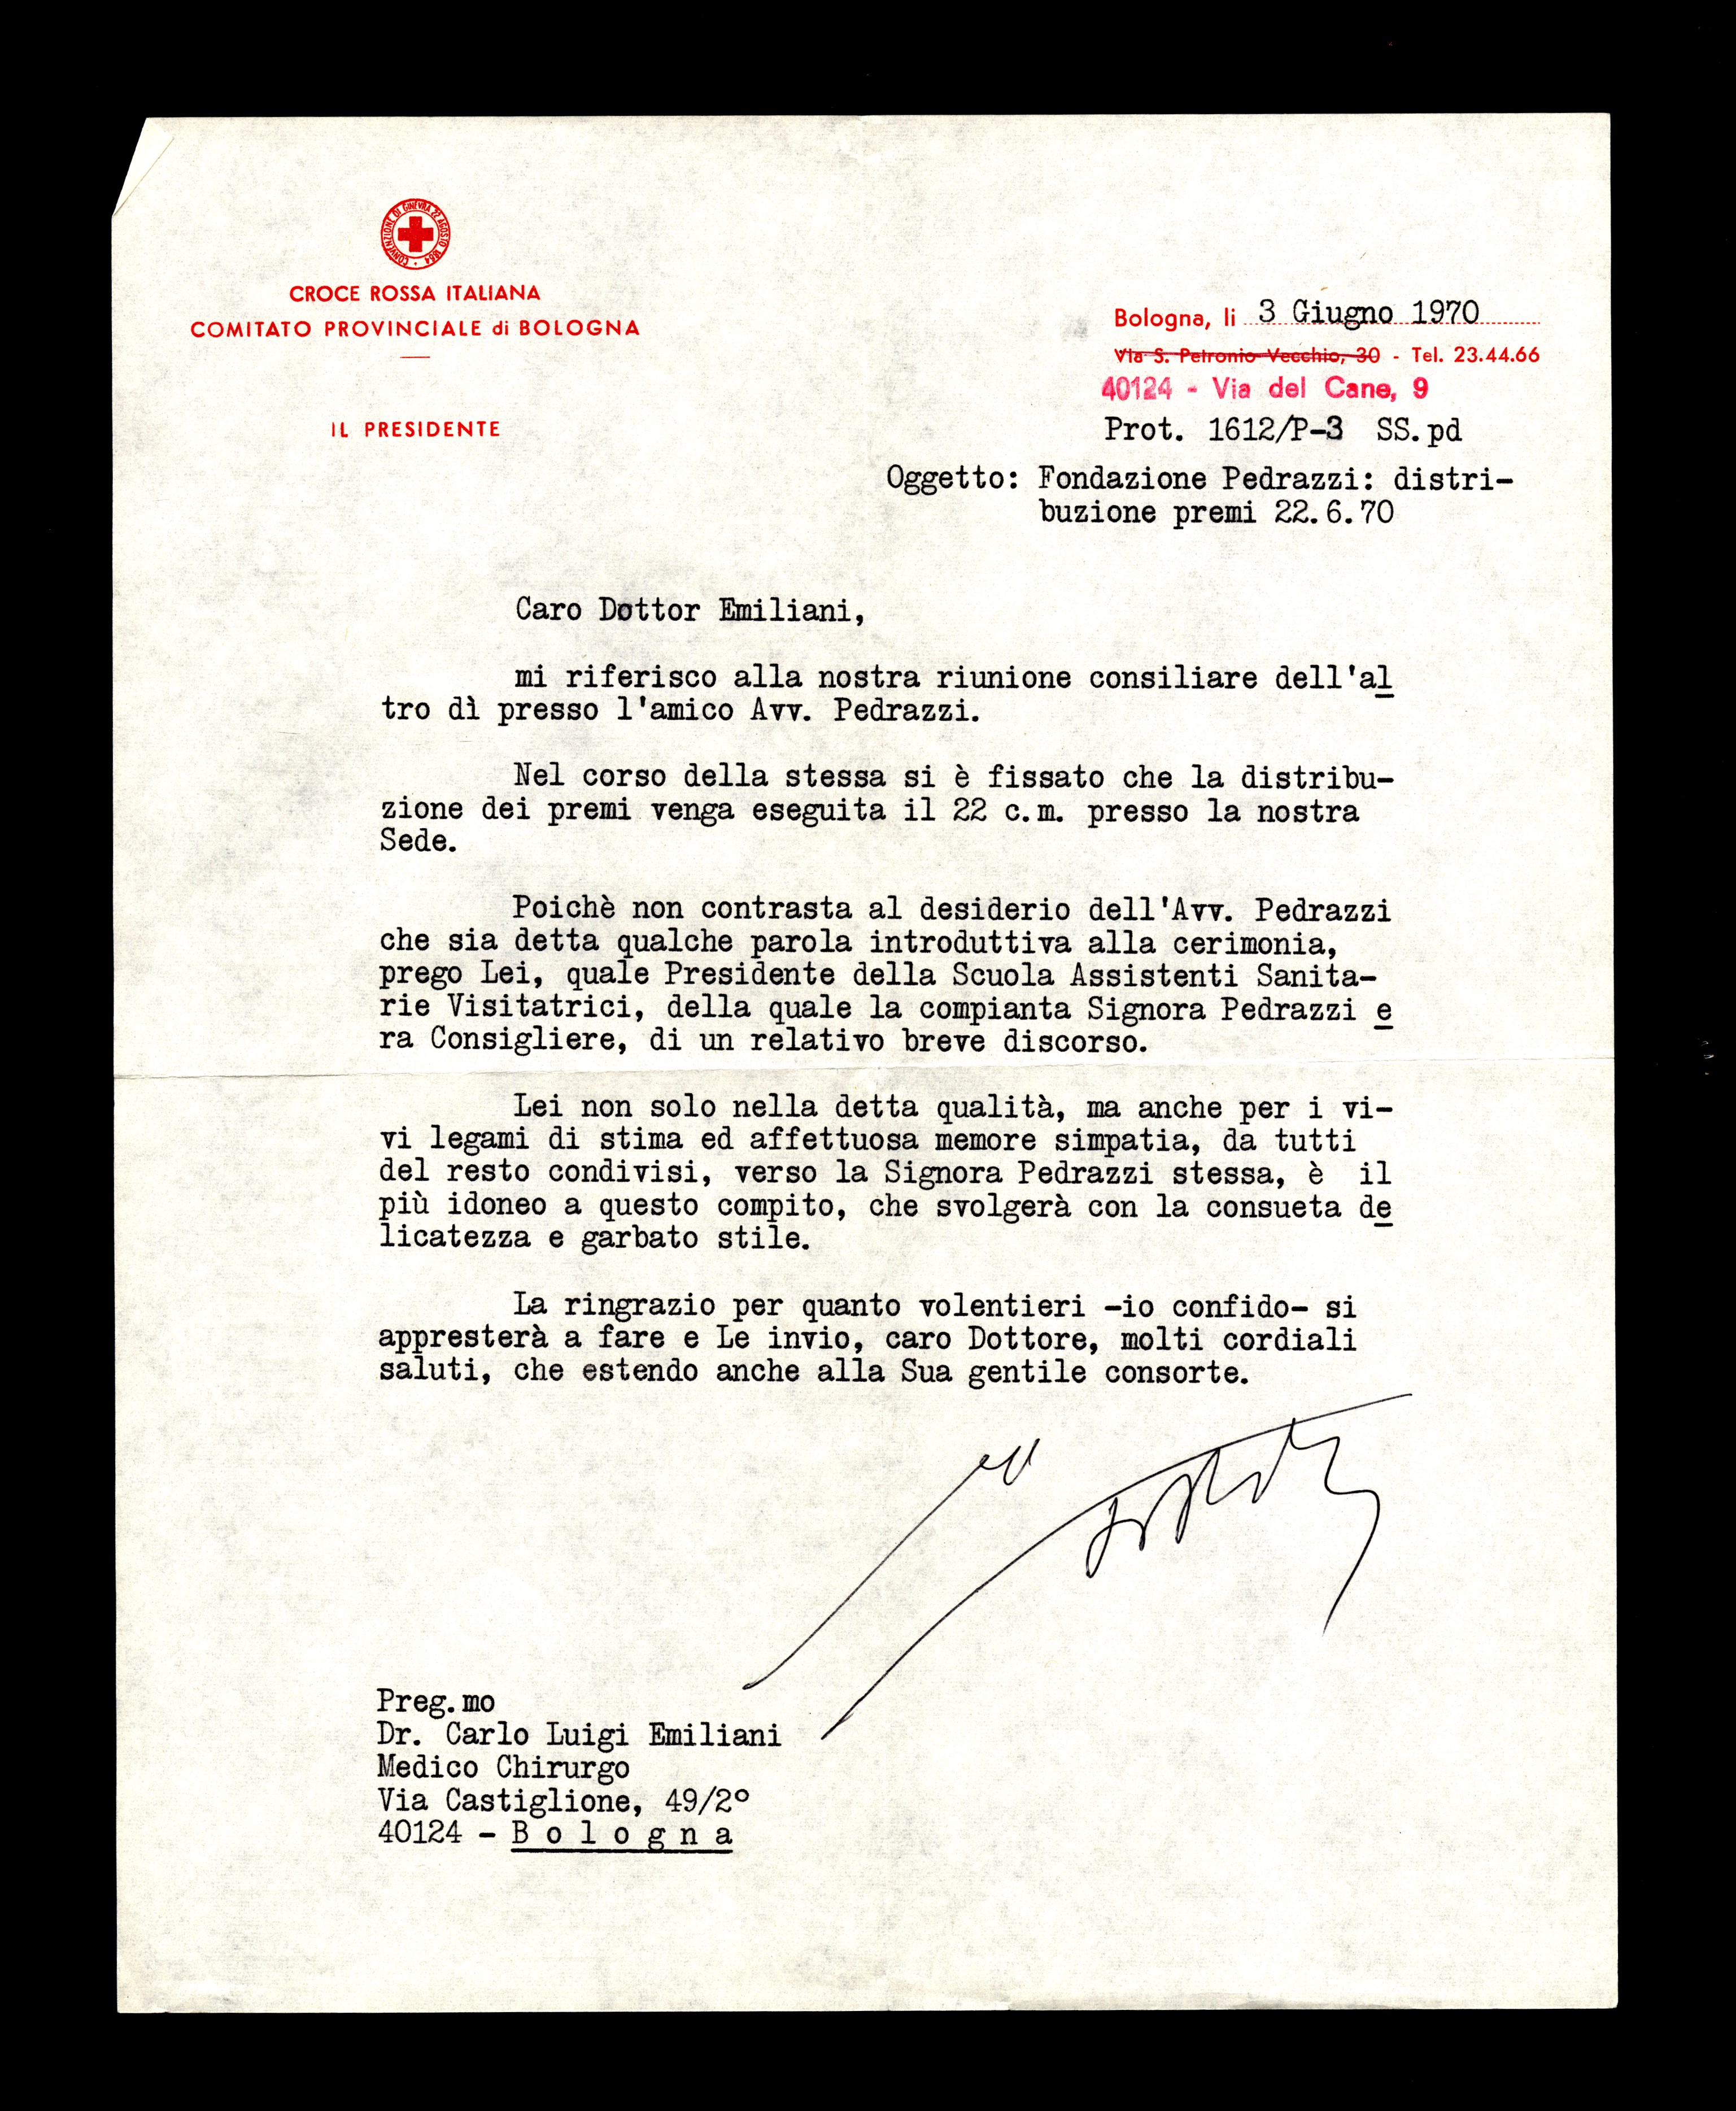 CONVENZIONE DI GINEVRA 22 AGOSTO 1864
CROCE ROSSA ITALIANA
COMITATO PROVINCIALE di BOLOGNA
IL PRESIDENTE
Bologna, li 3 Giugno 1970
Via S. Petronio Vecchio, 30 - Tel. 23.44.66
40124 - Via del Cane, 9
Prot. 1612/P-3 SS.pd
Oggetto: Fondazione Pedrazzi: distri-
buzione premi 22.6.70
Caro Dottor Emiliani,
mi riferisco alla nostra riunione consiliare dell'al
tro dì presso l'amico Avv. Pedrazzi.
Nel corso della stessa si è fissato che la distribu-
zione dei premi venga eseguita il 22 c.m. presso la nostra
Sede.
Poichè non contrasta al desiderio dell'Avv. Pedrazzi
che sia detta qualche parola introduttiva alla cerimonia,
prego Lei, quale Presidente della Scuola Assistenti Sanita-
rie Visitatrici, della quale la compianta Signora Pedrazzi e
ra Consigliere, di un relativo breve discorso.
Lei non solo nella detta qualità, ma anche per i vi-
vi legami di stima ed affettuosa memore simpatia, da tutti
del resto condivisi, verso la Signora Pedrazzi stessa, è il
più idoneo a questo compito, che svolgerà con la consueta de
licatezza e garbato stile.
La ringrazio per quanto volentieri -io confido- si
appresterà a fare e Le invio, caro Dottore, molti cordiali
saluti, che estendo anche alla Sua gentile consorte.
Preg.mo
Dr. Carlo Luigi Emiliani
Medico Chirurgo
Via Castiglione, 49/2°
40124 - B o l o g n a